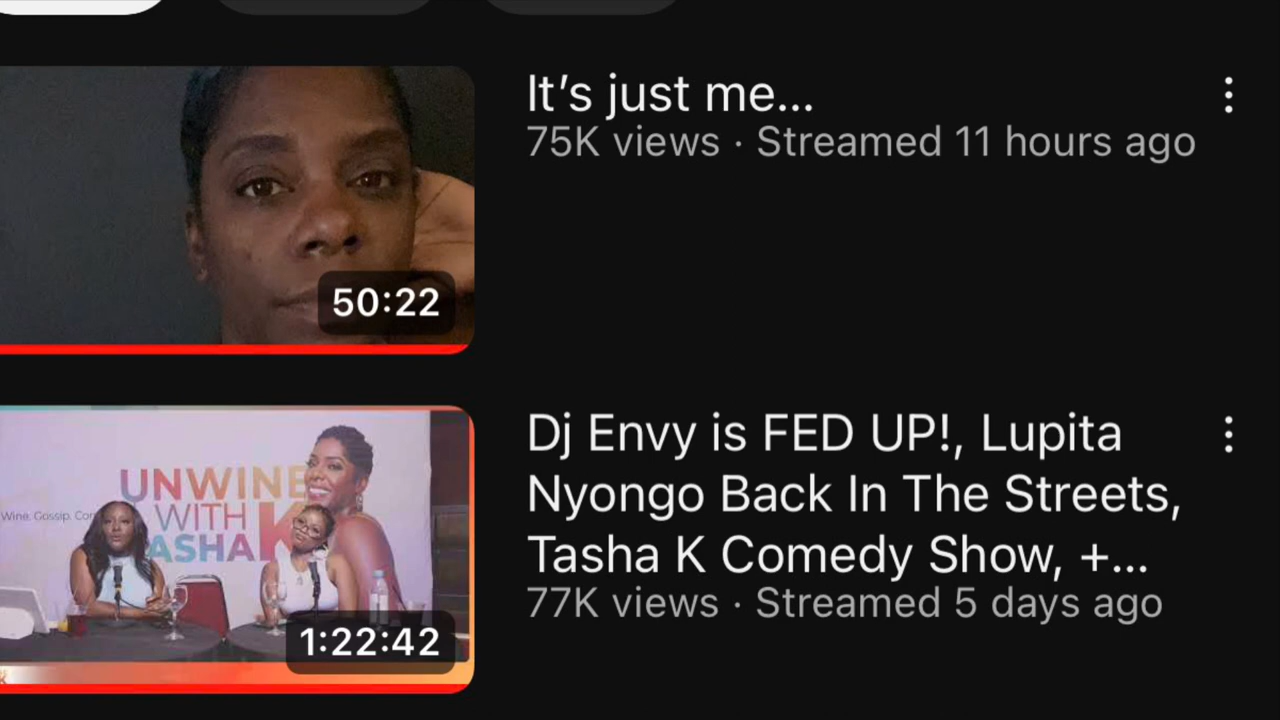 It's just me...
75K views · Streamed 11 hours ago
50:22
Dj Envy is FED UP!, Lupita
Nyongo Back In The Streets,
Tasha K Comedy Show, +...
77K views · Streamed 5 days ago
UNWINE
Wine. Gossip. Com
WITH K
ASHA
1:22:42